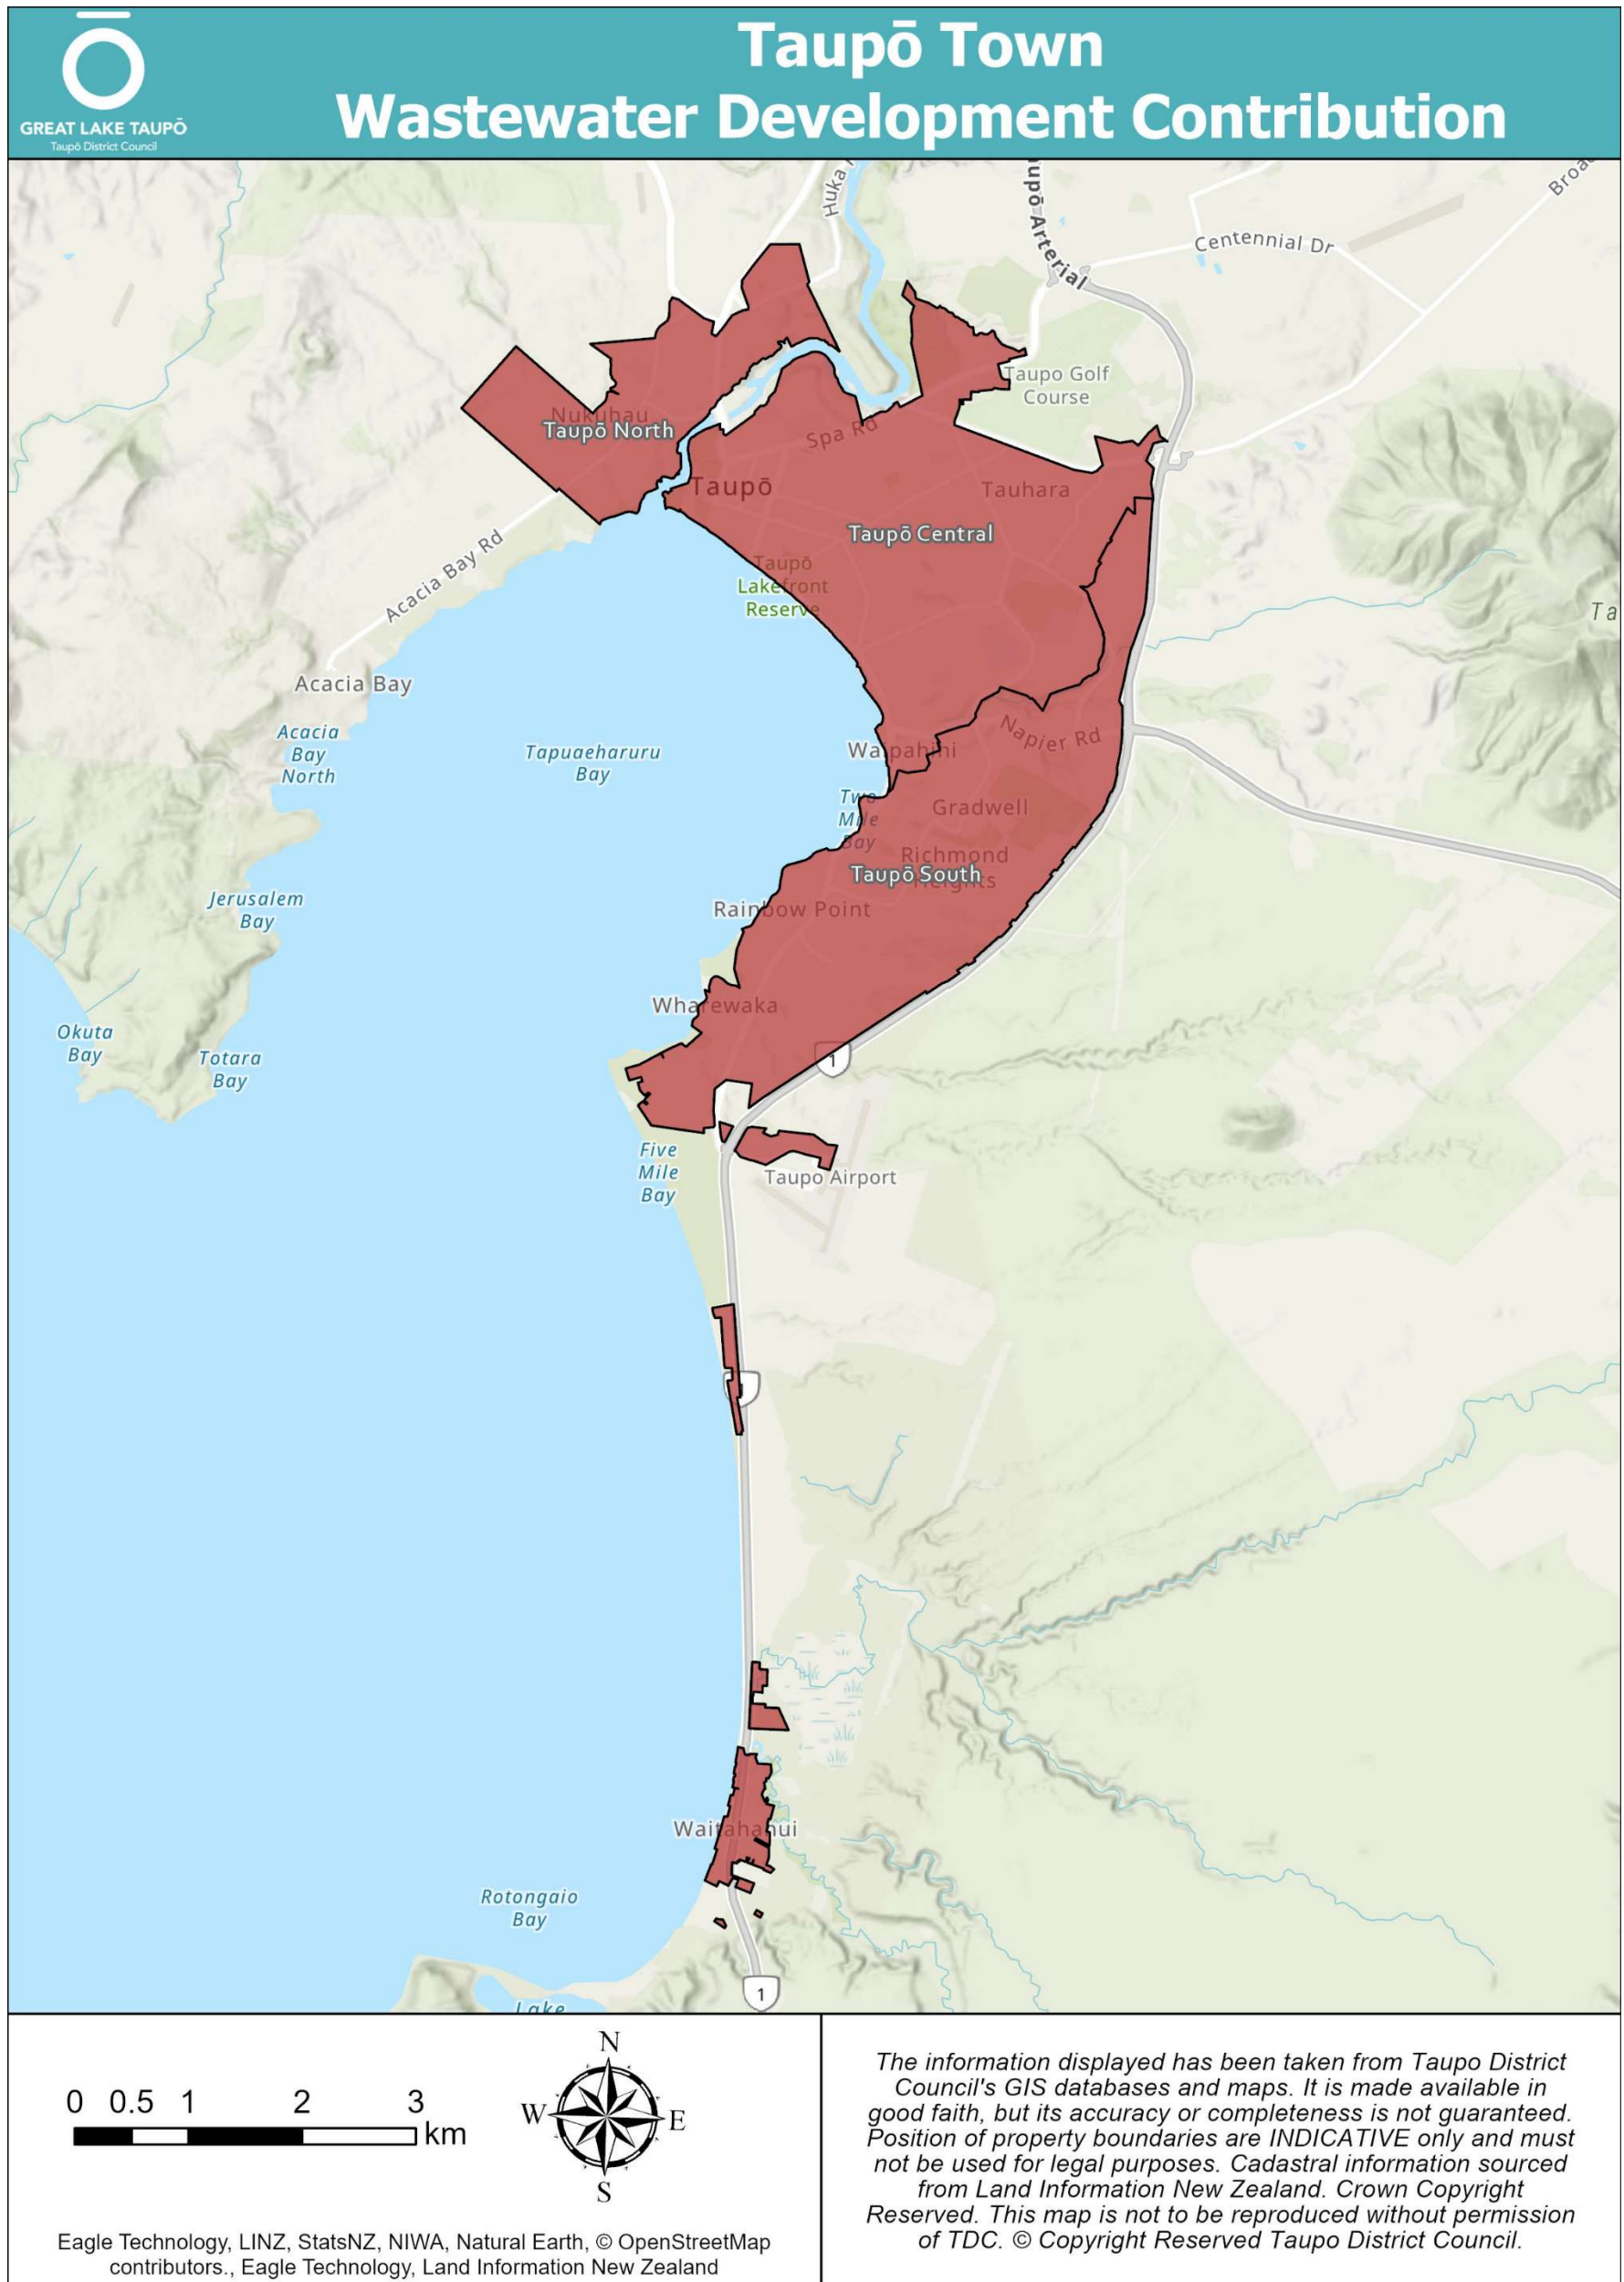 GREAT LAKE TAUPŌ
Taupō District Council
Taupō Town
Wastewater Development Contribution
Huka
Centennial Dr
Arterial
Taupo Golf
Course
Nukuhau
Taupō North
Spa Rd
Taupō
Tauhara
Taupō Central
Taupō
Lakefront
Reserve
Acacia Bay Rd
Acacia Bay
Acacia
Bay
North
Tapuaeharuru
Bay
Waipahihi
Napier Rd
Two
Mile
Bay
Gradwell
Richmond
Heights
Taupō South
Jerusalem
Bay
Rainbow Point
Wharewaka
Okuta
Bay
Totara
Bay
1
Five
Mile
Bay
Taupo Airport
Waitahanui
Rotongaio
Bay
1
Lake
0 0.5 1 2 3
km
N
W E
S
Eagle Technology, LINZ, StatsNZ, NIWA, Natural Earth, © OpenStreetMap
contributors., Eagle Technology, Land Information New Zealand
The information displayed has been taken from Taupo District
Council's GIS databases and maps. It is made available in
good faith, but its accuracy or completeness is not guaranteed.
Position of property boundaries are INDICATIVE only and must
not be used for legal purposes. Cadastral information sourced
from Land Information New Zealand. Crown Copyright
Reserved. This map is not to be reproduced without permission
of TDC. © Copyright Reserved Taupo District Council.